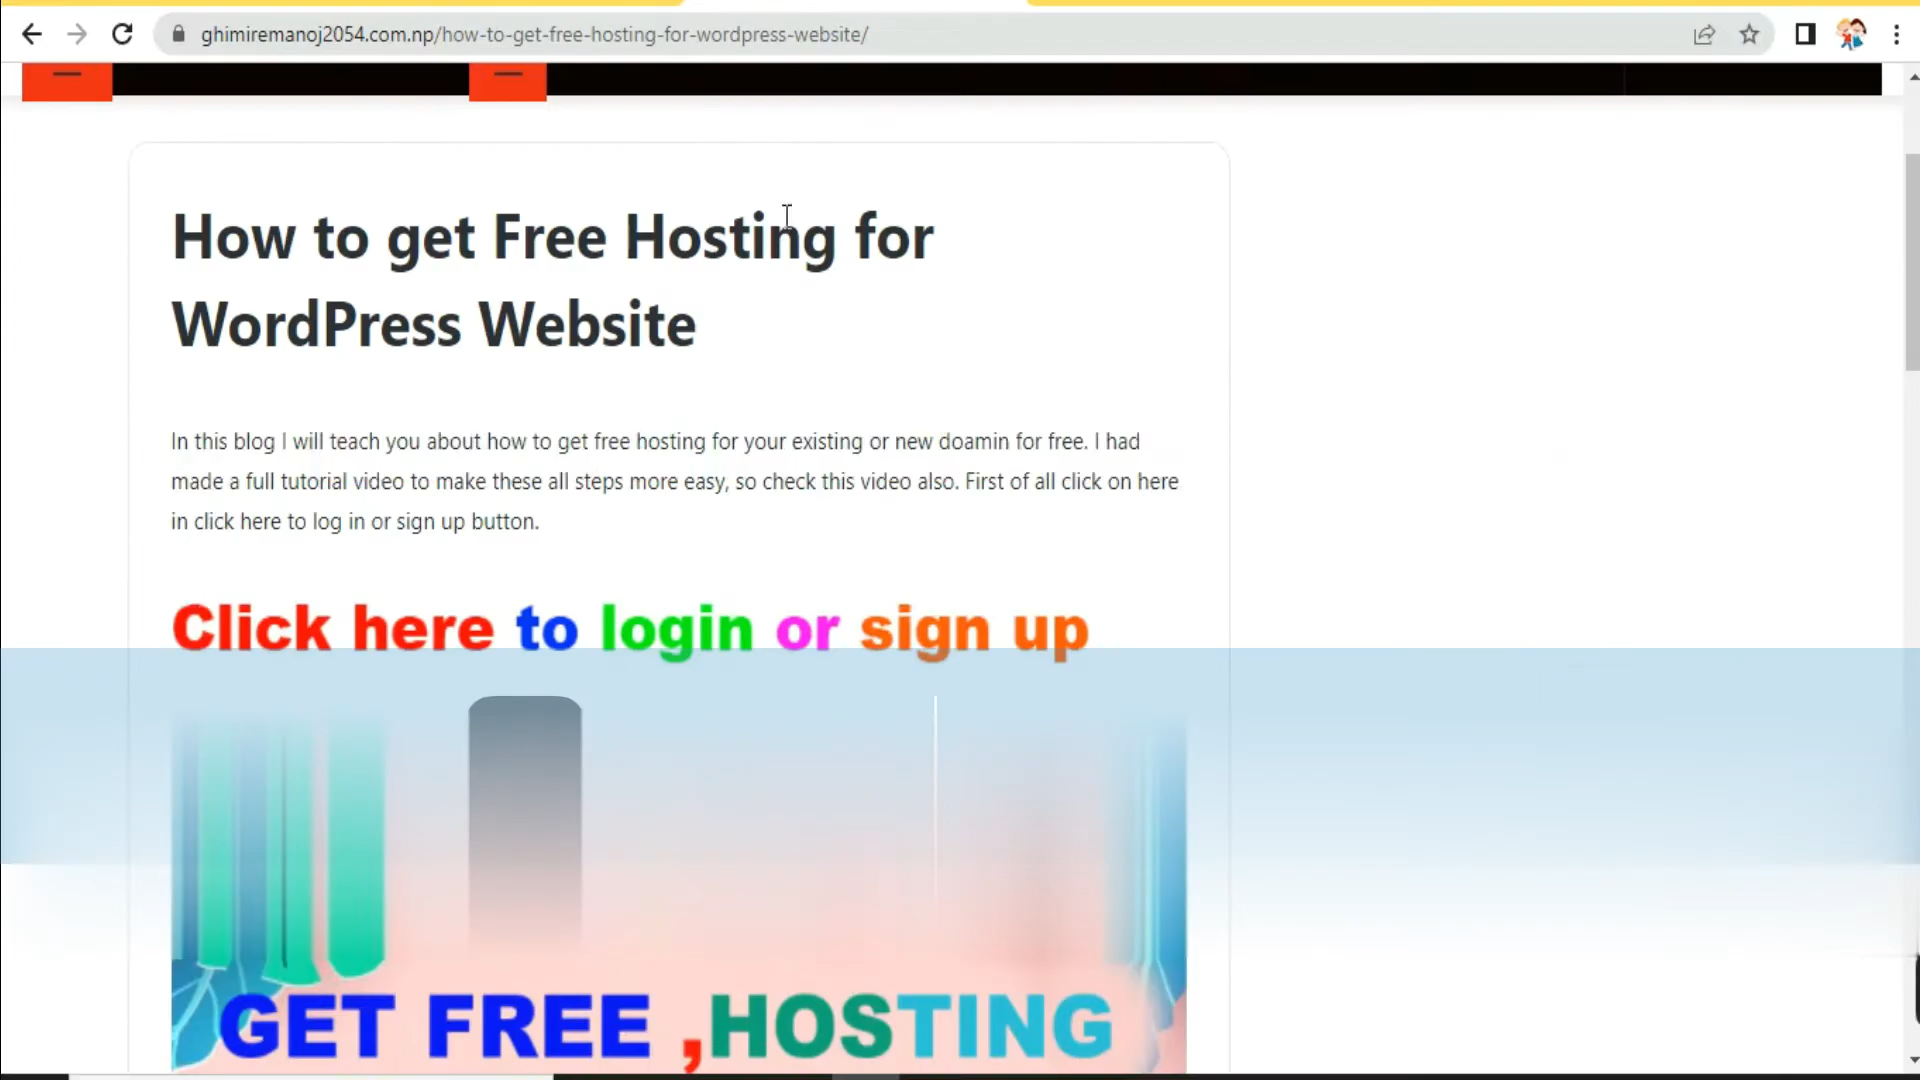 ghimiremanoj2054.com.np/how-to-get-free-hosting-for-wordpress-website/
How to get Free Hosting for
WordPress Website
In this blog I will teach you about how to get free hosting for your existing or new doamin for free. I had
made a full tutorial video to make these all steps more easy, so check this video also. First of all click on here
in click here to log in or sign up button.
Click here to login or sign up
GET FREE ,HOSTING